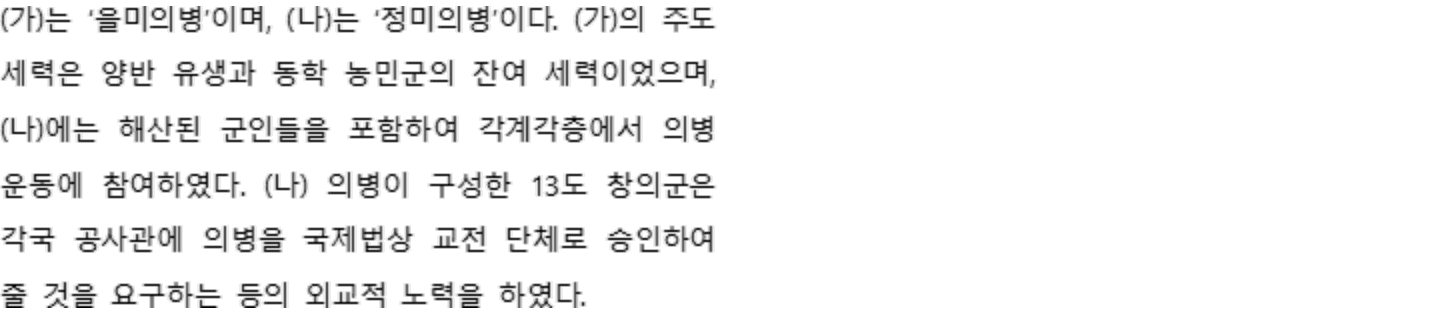 (가)는 ‘을미의병’이며, (나)는 ‘정미의병’이다. (가)의 주도
세력은 양반 유생과 동학 농민군의 잔여 세력이었으며,
(나)에는 해산된 군인들을 포함하여 각계각층에서 의병
운동에 참여하였다. (나) 의병이 구성한 13도 창의군은
각국 공사관에 의병을 국제법상 교전 단체로 승인하여
줄 것을 요구하는 등의 외교적 노력을 하였다.